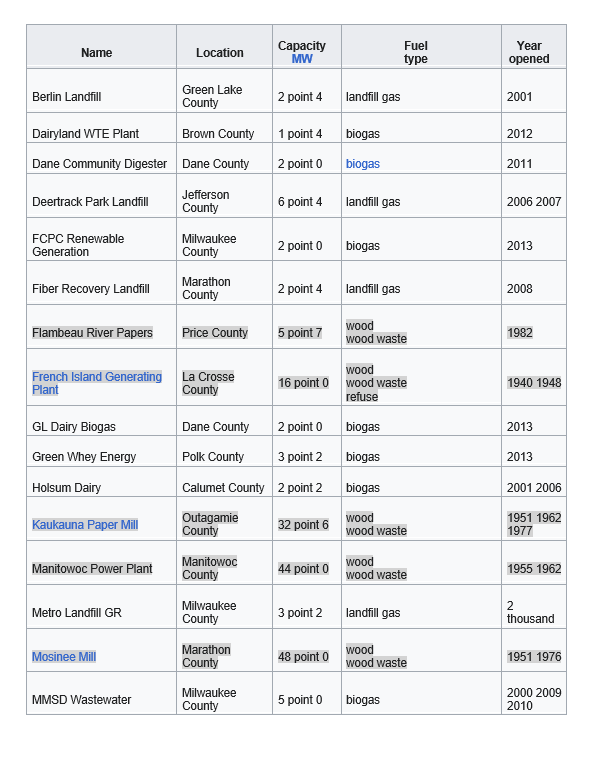 Name Location Capacity MW Fuel type Year opened
Berlin Landfill Green Lake County 2 point 4 landfill gas 2001
Dairyland WTE Plant Brown County 1 point 4 biogas 2012
Dane Community Digester Dane County 2 point 0 biogas 2011
Deertrack Park Landfill Jefferson County 6 point 4 landfill gas 2006 2007
FCPC Renewable Generation Milwaukee County 2 point 0 biogas 2013
Fiber Recovery Landfill Marathon County 2 point 4 landfill gas 2008
Flambeau River Papers Price County 5 point 7 wood wood waste 1982
French Island Generating Plant La Crosse County 16 point 0 wood wood waste refuse 1940 1948
GL Dairy Biogas Dane County 2 point 0 biogas 2013
Green Whey Energy Polk County 3 point 2 biogas 2013
Holsum Dairy Calumet County 2 point 2 biogas 2001 2006
Kaukauna Paper Mill Outagamie County 32 point 6 wood wood waste 1951 1962 1977
Manitowoc Power Plant Manitowoc County 44 point 0 wood wood waste 1955 1962
Metro Landfill GR Milwaukee County 3 point 2 landfill gas 2 thousand
Mosinee Mill Marathon County 48 point 0 wood wood waste 1951 1976
MMSD Wastewater Milwaukee County 5 point 0 biogas 2000 2009 2010